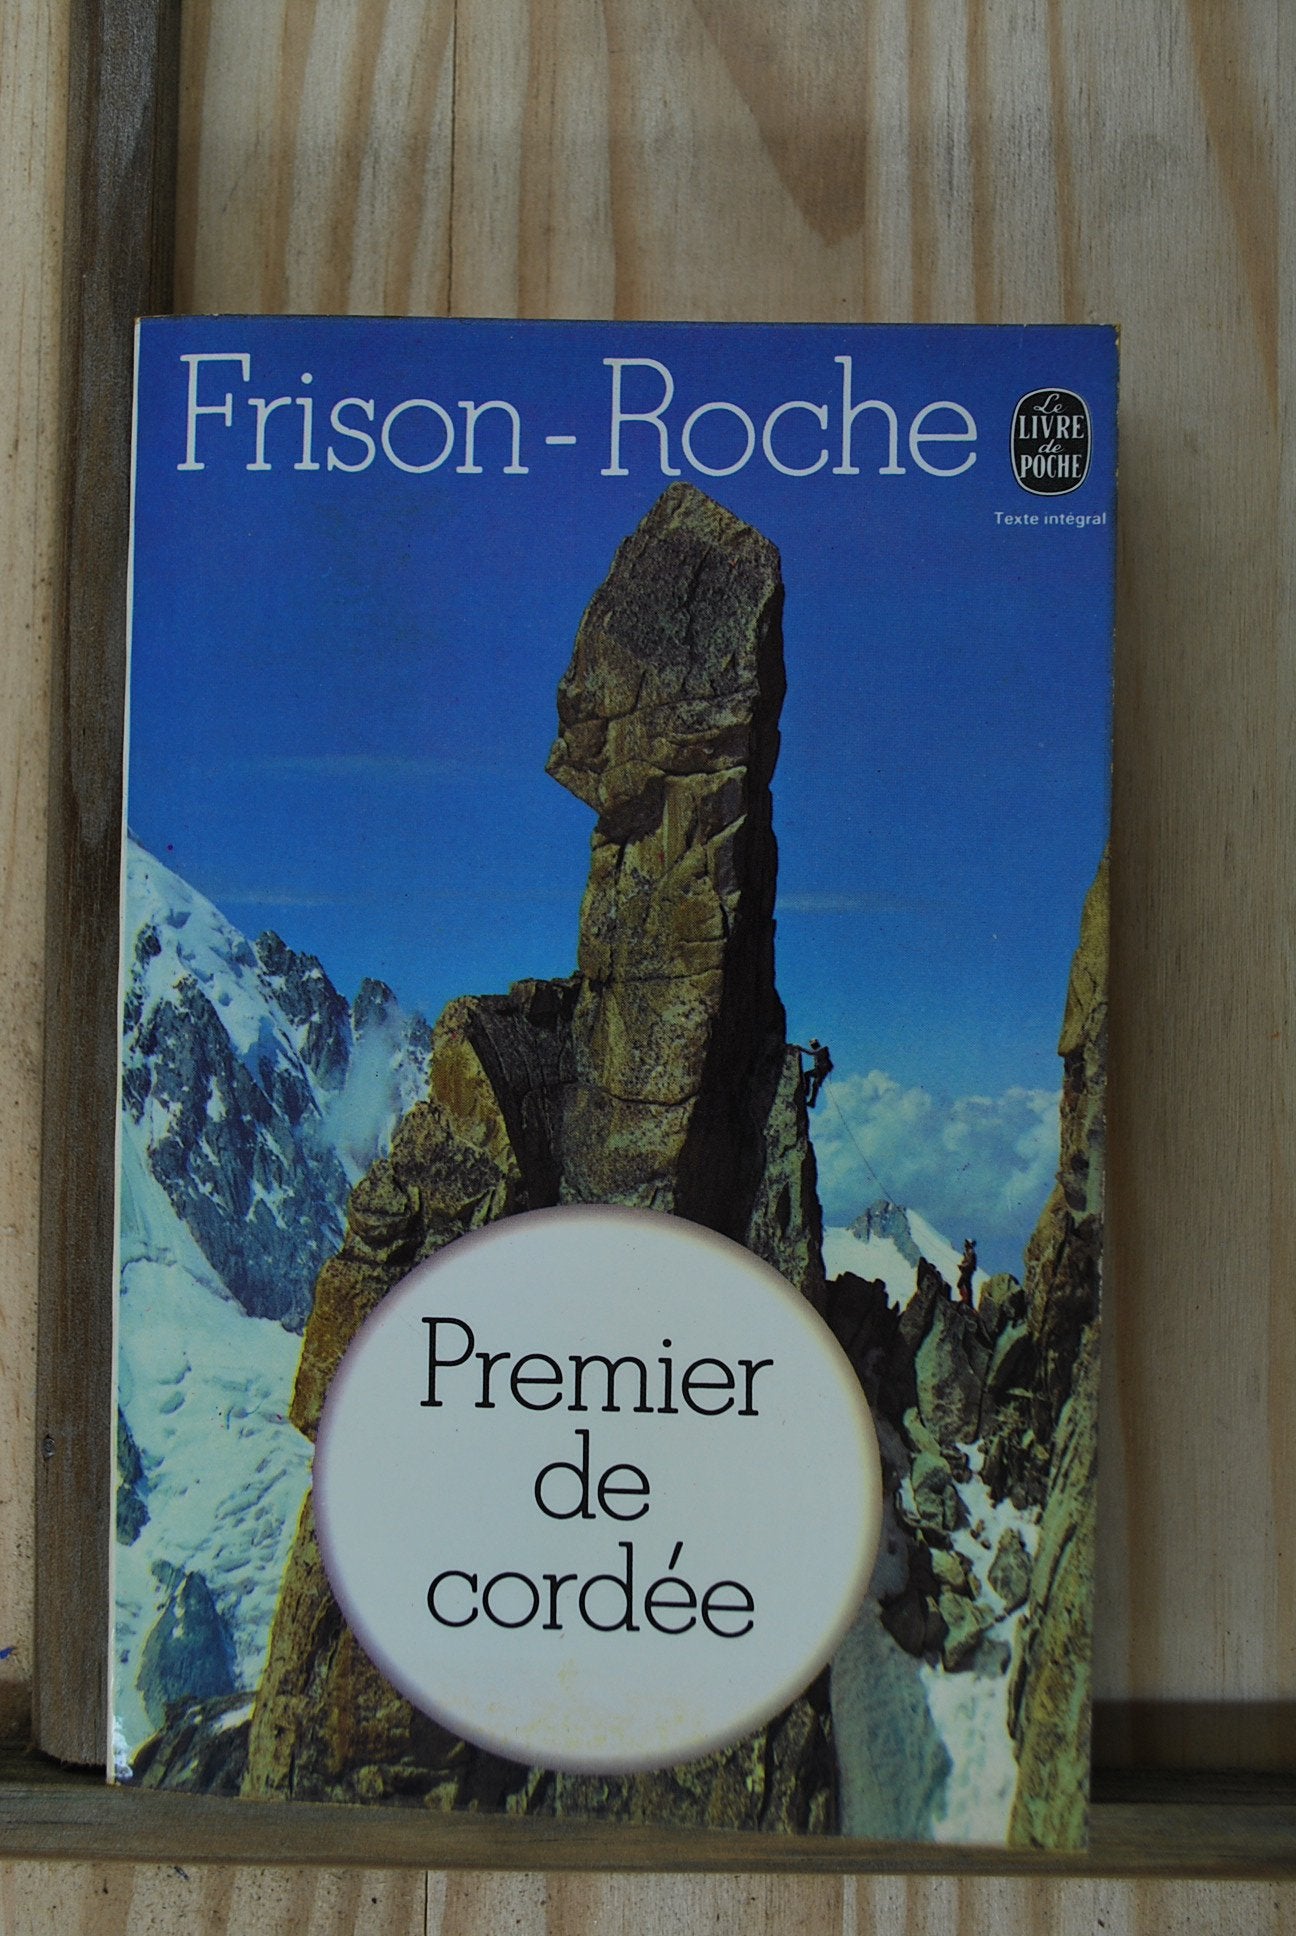 Frison-Roche
Le
LIVRE
de
POCHE
Texte intégral
Premier
de
cordée